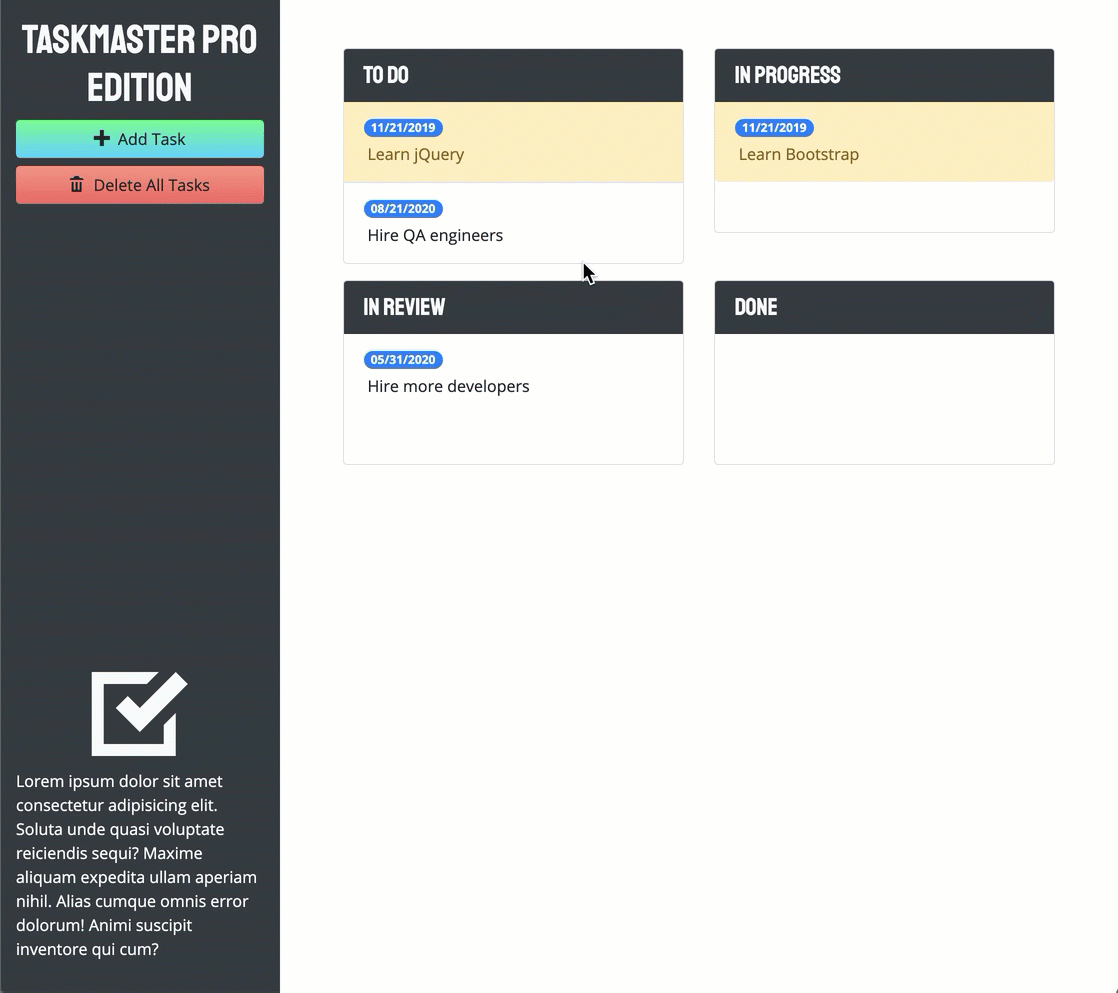 TASKMASTER PRO
EDITION
Add Task
Delete All Tasks
Lorem ipsum dolor sit amet
consectetur adipisicing elit.
Soluta unde quasi voluptate
reiciendis sequi? Maxime
aliquam expedita ullam aperiam
nihil. Alias cumque omnis error
dolorum! Animi suscipit
inventore qui cum?
TO DO
11/21/2019
Learn jQuery
08/21/2020
Hire QA engineers
IN PROGRESS
11/21/2019
Learn Bootstrap
IN REVIEW
05/31/2020
Hire more developers
DONE